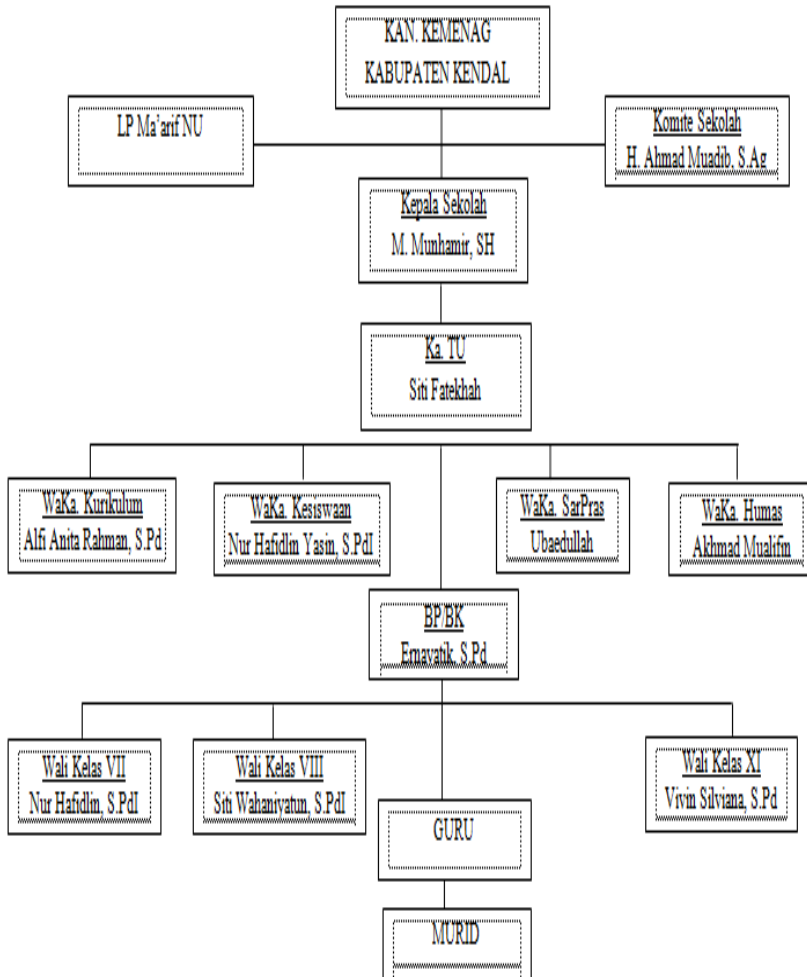 KAN. KEMENAG
KABUPATEN KENDAL
LP Ma'arif NU
Komite Sekolah
H. Ahmad Muadib, S.Ag
Kepala Sekolah
M. Munhamir, SH
Ka. TU
Siti Fatekhah
WaKa. Kurikulum
Alfi Anita Rahman, S.Pd
WaKa. Kesiswaan
Nur Hafidlin Yasin, S.PdI
WaKa. SarPras
Ubaedullah
WaKa. Humas
Akhmad Mualifin
BP/BK
Ernavatik, S.Pd
Wali Kelas VII
Nur Hafidlin, S.PdI
Wali Kelas VIII
Siti Wahaniyatun, S.PdI
Wali Kelas XI
Vivin Silviana, S.Pd
GURU
MURID